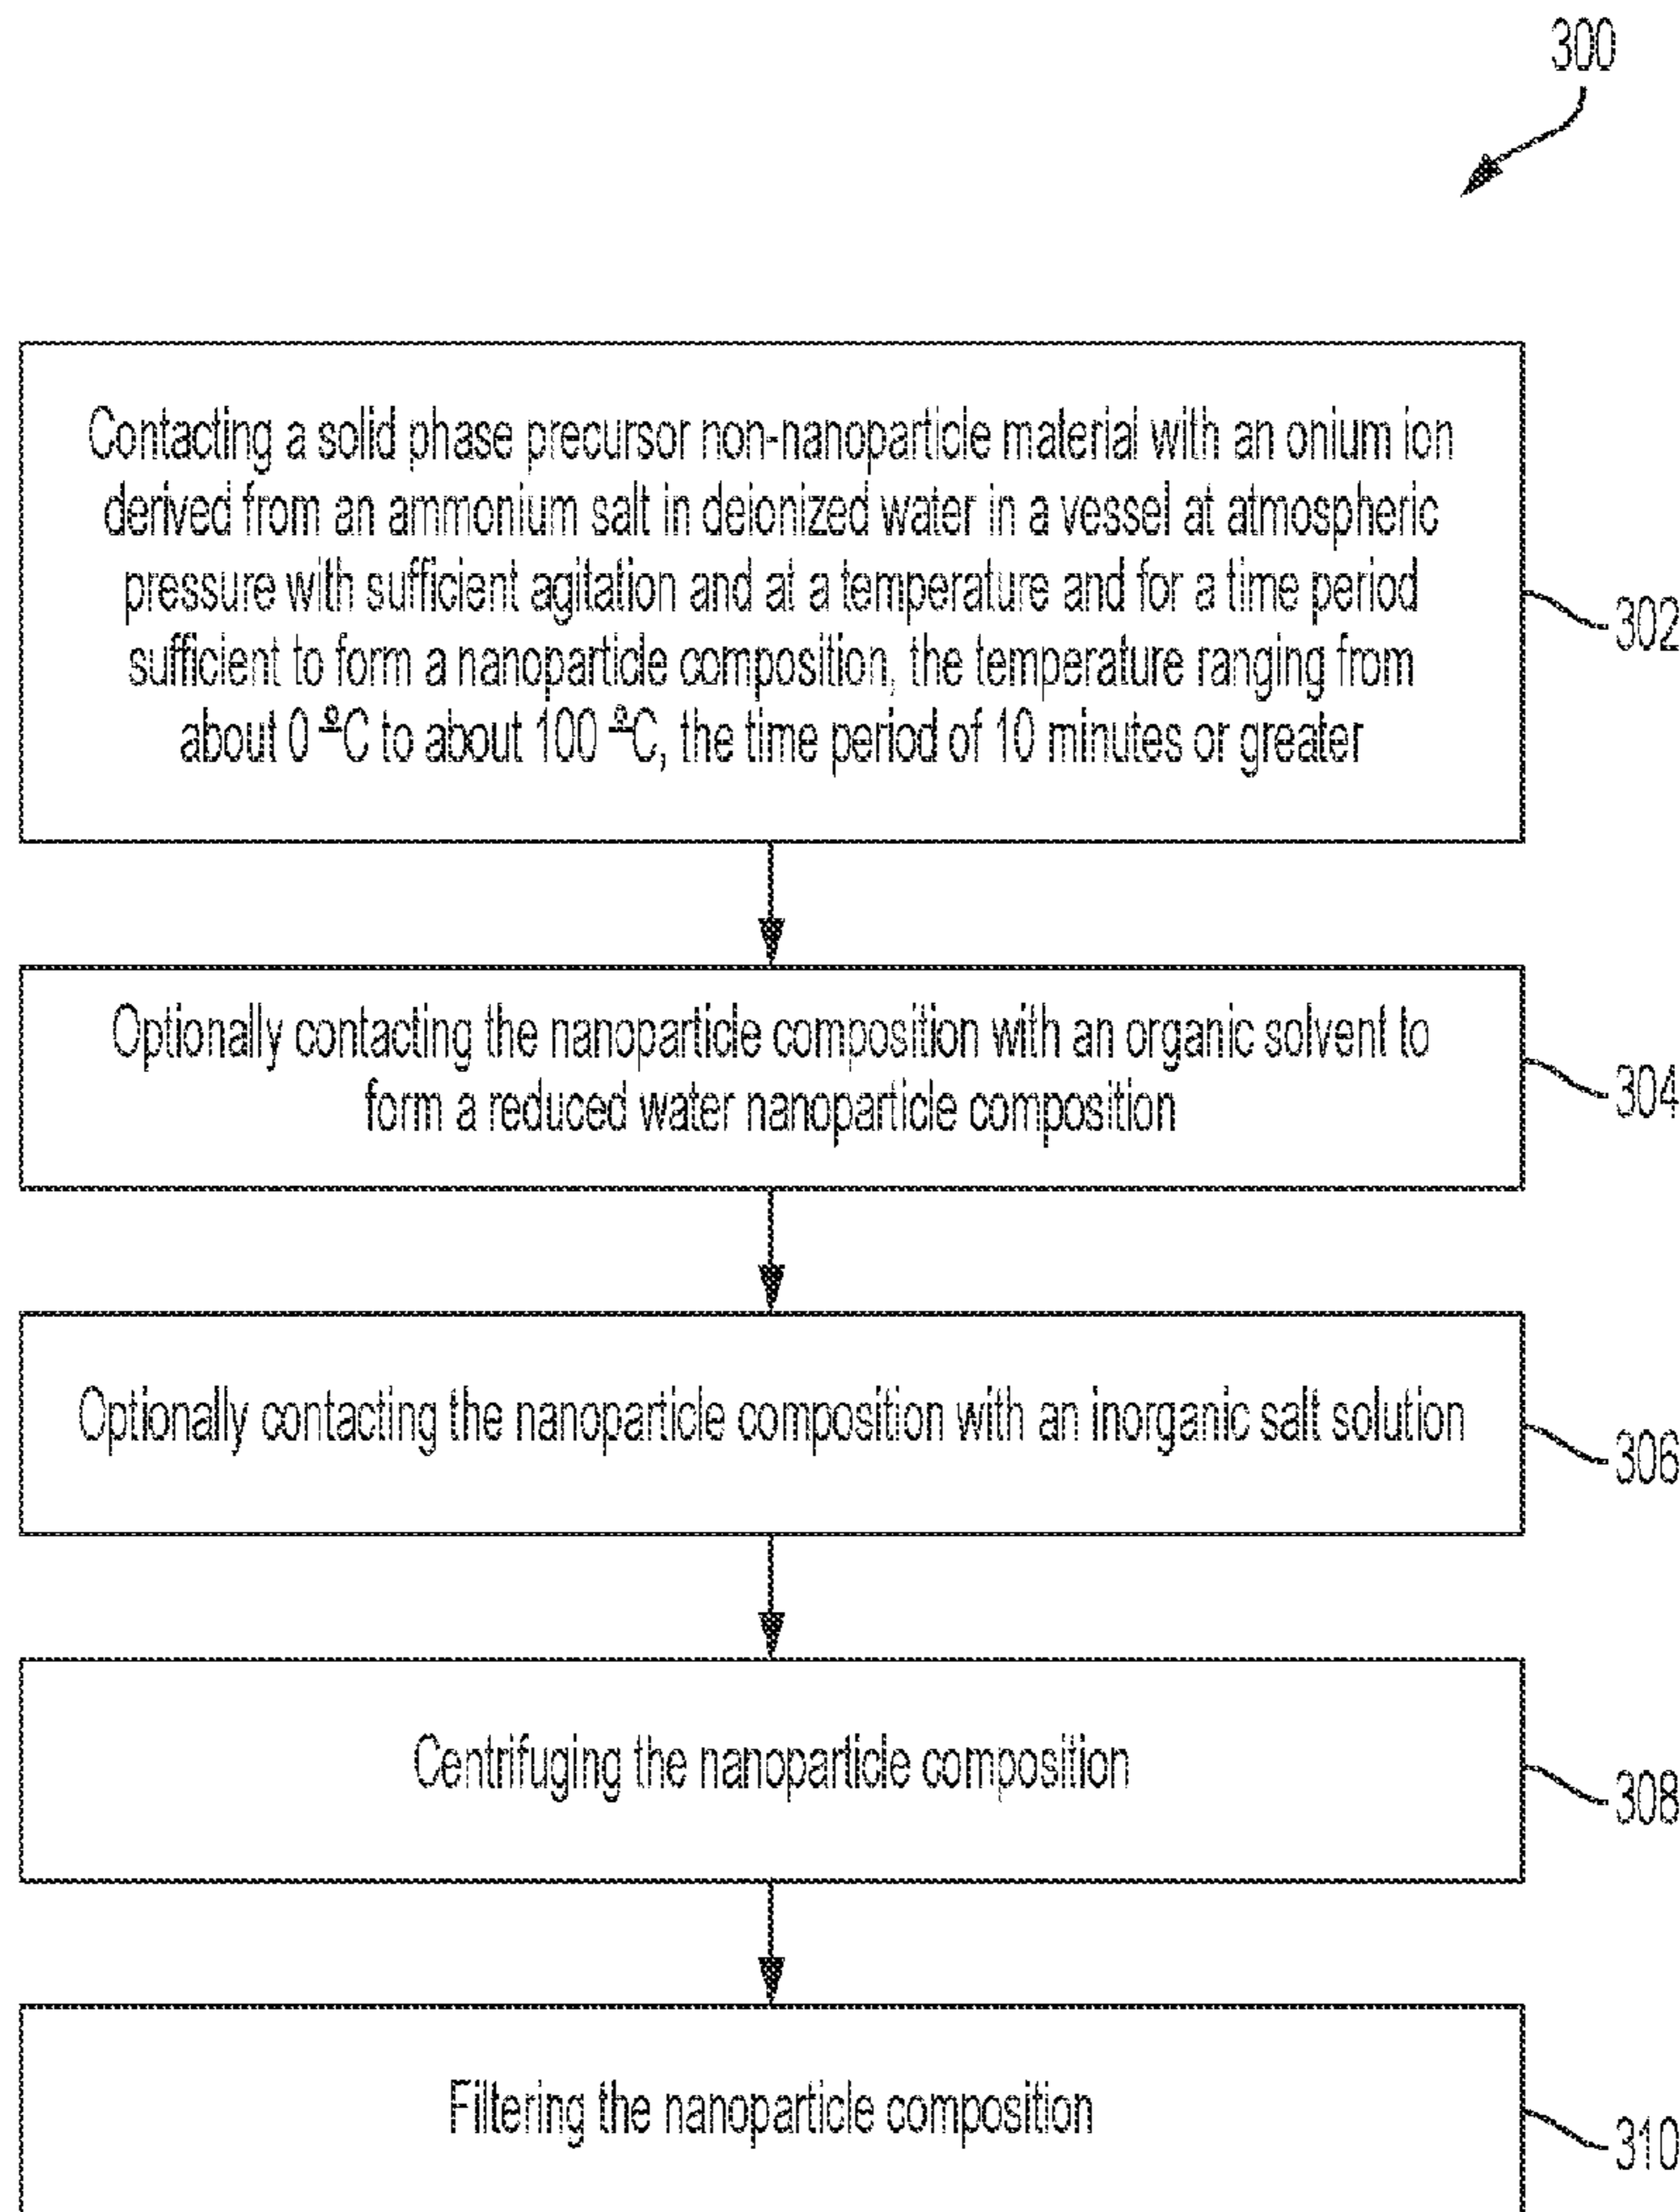 300
Contacting a solid phase precursor non-nanoparticle material with an onium ion
derived from an ammonium salt in deionized water in a vessel at atmospheric
pressure with sufficient agitation and at a temperature and for a time period
sufficient to form a nanoparticle composition, the temperature ranging from
about 0 ºC to about 100 ºC, the time period of 10 minutes or greater
302
Optionally contacting the nanoparticle composition with an organic solvent to
form a reduced water nanoparticle composition
304
Optionally contacting the nanoparticle composition with an inorganic salt solution
306
Centrifuging the nanoparticle composition
308
Filtering the nanoparticle composition
310